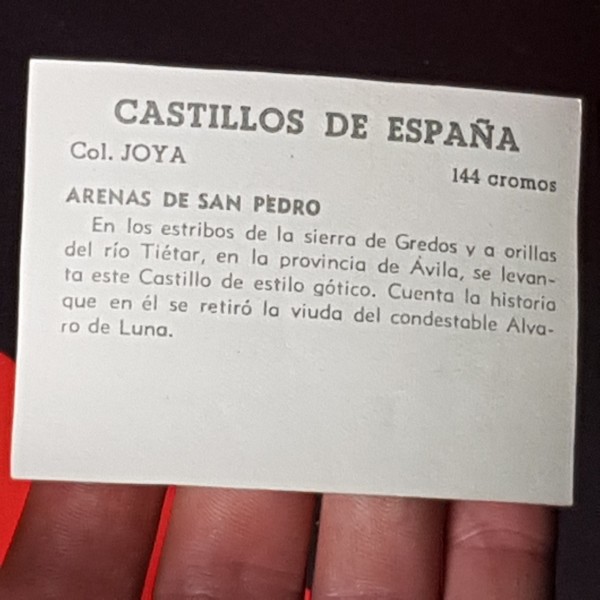 CASTILLOS DE ESPAÑA
Col. JOYA
144 cromos
ARENAS DE SAN PEDRO
En los estribos de la sierra de Gredos y a orillas
del río Tiétar, en la provincia de Ávila, se levan-
ta este Castillo de estilo gótico. Cuenta la historia
que en él se retiró la viuda del condestable Alva-
ro de Luna.